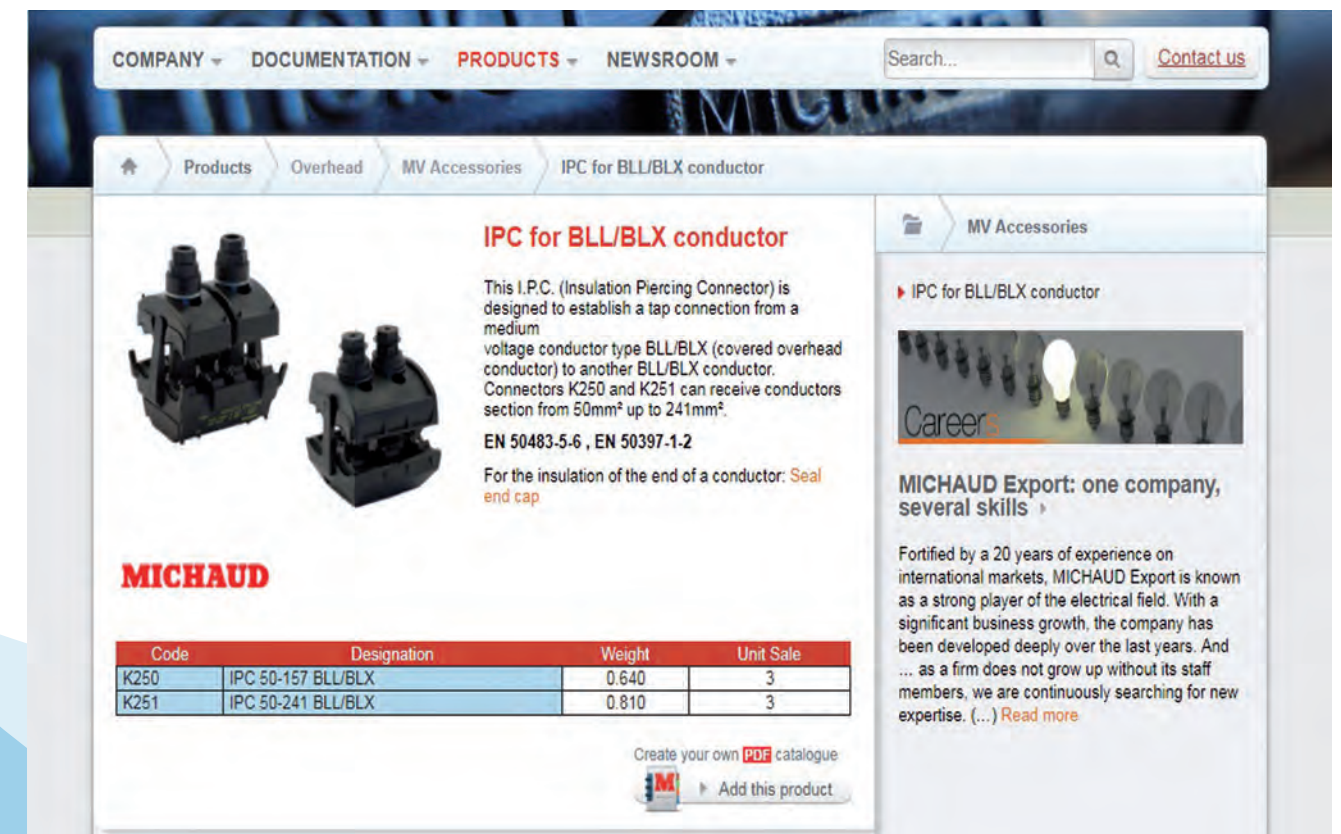 COMPANY DOCUMENTATION PRODUCTS NEWSROOM Search... Contact us
Products Overhead MV Accessories IPC for BLL/BLX conductor
IPC for BLL/BLX conductor
This I.P.C. (Insulation Piercing Connector) is
designed to establish a tap connection from a
medium
voltage conductor type BLL/BLX (covered overhead
conductor) to another BLL/BLX conductor.
Connectors K250 and K251 can receive conductors
section from 50mm² up to 241mm².
EN 50483-5-6 , EN 50397-1-2
For the insulation of the end of a conductor: Seal
end cap
MICHAUD
Code Designation Weight Unit Sale
K250 IPC 50-157 BLL/BLX 0.640 3
K251 IPC 50-241 BLL/BLX 0.810 3
Create your own PDF catalogue
M Add this product
MV Accessories
IPC for BLL/BLX conductor
Careers
MICHAUD Export: one company,
several skills
Fortified by a 20 years of experience on
international markets, MICHAUD Export is known
as a strong player of the electrical field. With a
significant business growth, the company has
been developed deeply over the last years. And
... as a firm does not grow up without its staff
members, we are continuously searching for new
expertise. (...) Read more